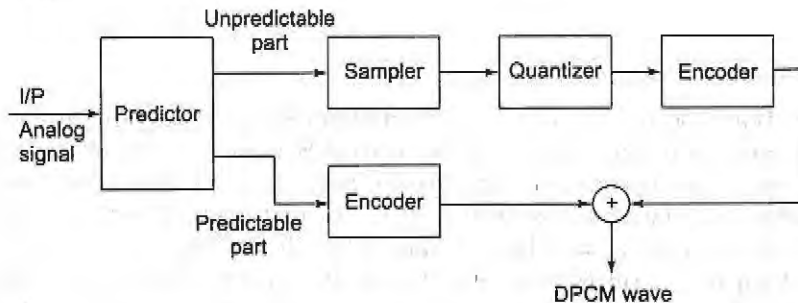 Unpredictable
part
Sampler
Quantizer
Encoder
I/P
Analog
signal
Predictor
Encoder
+
Predictable
part
DPCM wave